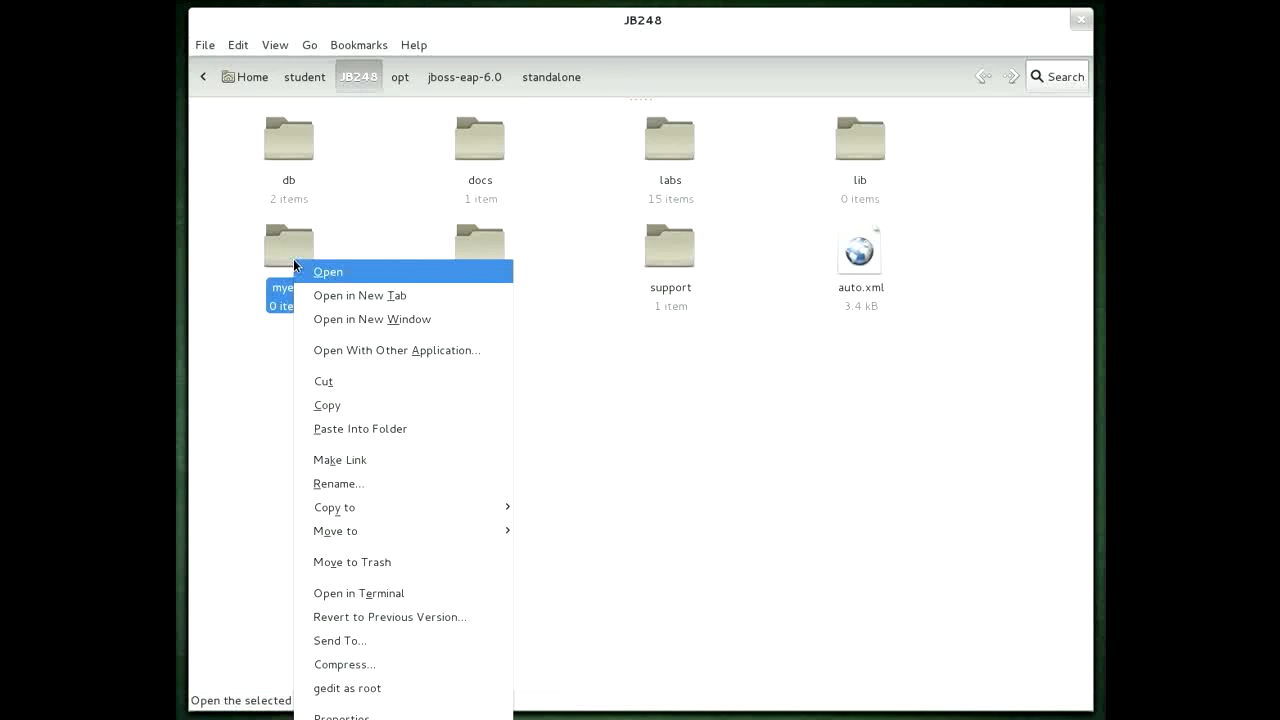 JB248
File Edit View Go Bookmarks Help
Home student JB248 opt jboss-eap-6.0 standalone Search
db docs labs lib
2 items 1 item 15 items 0 items
support auto.xml
1 item 3.4 kB
Open
Open in New Tab
Open in New Window
Open With Other Application...
Cut
Copy
Paste Into Folder
Make Link
Rename...
Copy to
Move to
Move to Trash
Open in Terminal
Revert to Previous Version...
Send To...
Compress...
gedit as root
Properties
Open the selected